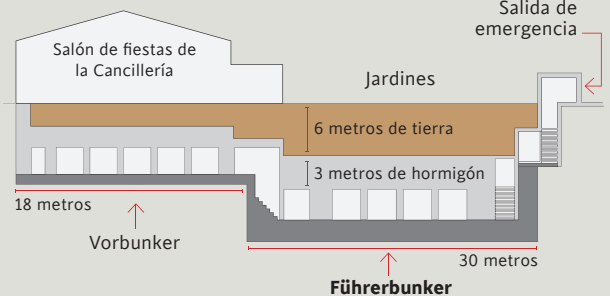 Salida de
emergencia
Salón de fiestas de
la Cancillería
Jardines
6 metros de tierra
3 metros de hormigón
18 metros
Vorbunker
30 metros
Führerbunker